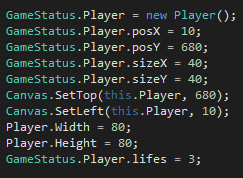 GameStatus.Player = new Player();
GameStatus.Player.posX = 10;
GameStatus.Player.posY = 680;
GameStatus.Player.sizeX = 40;
GameStatus.Player.sizeY = 40;
Canvas.SetTop(this.Player, 680);
Canvas.SetLeft(this.Player, 10);
Player.Width = 80;
Player.Height = 80;
GameStatus.Player.lifes = 3;